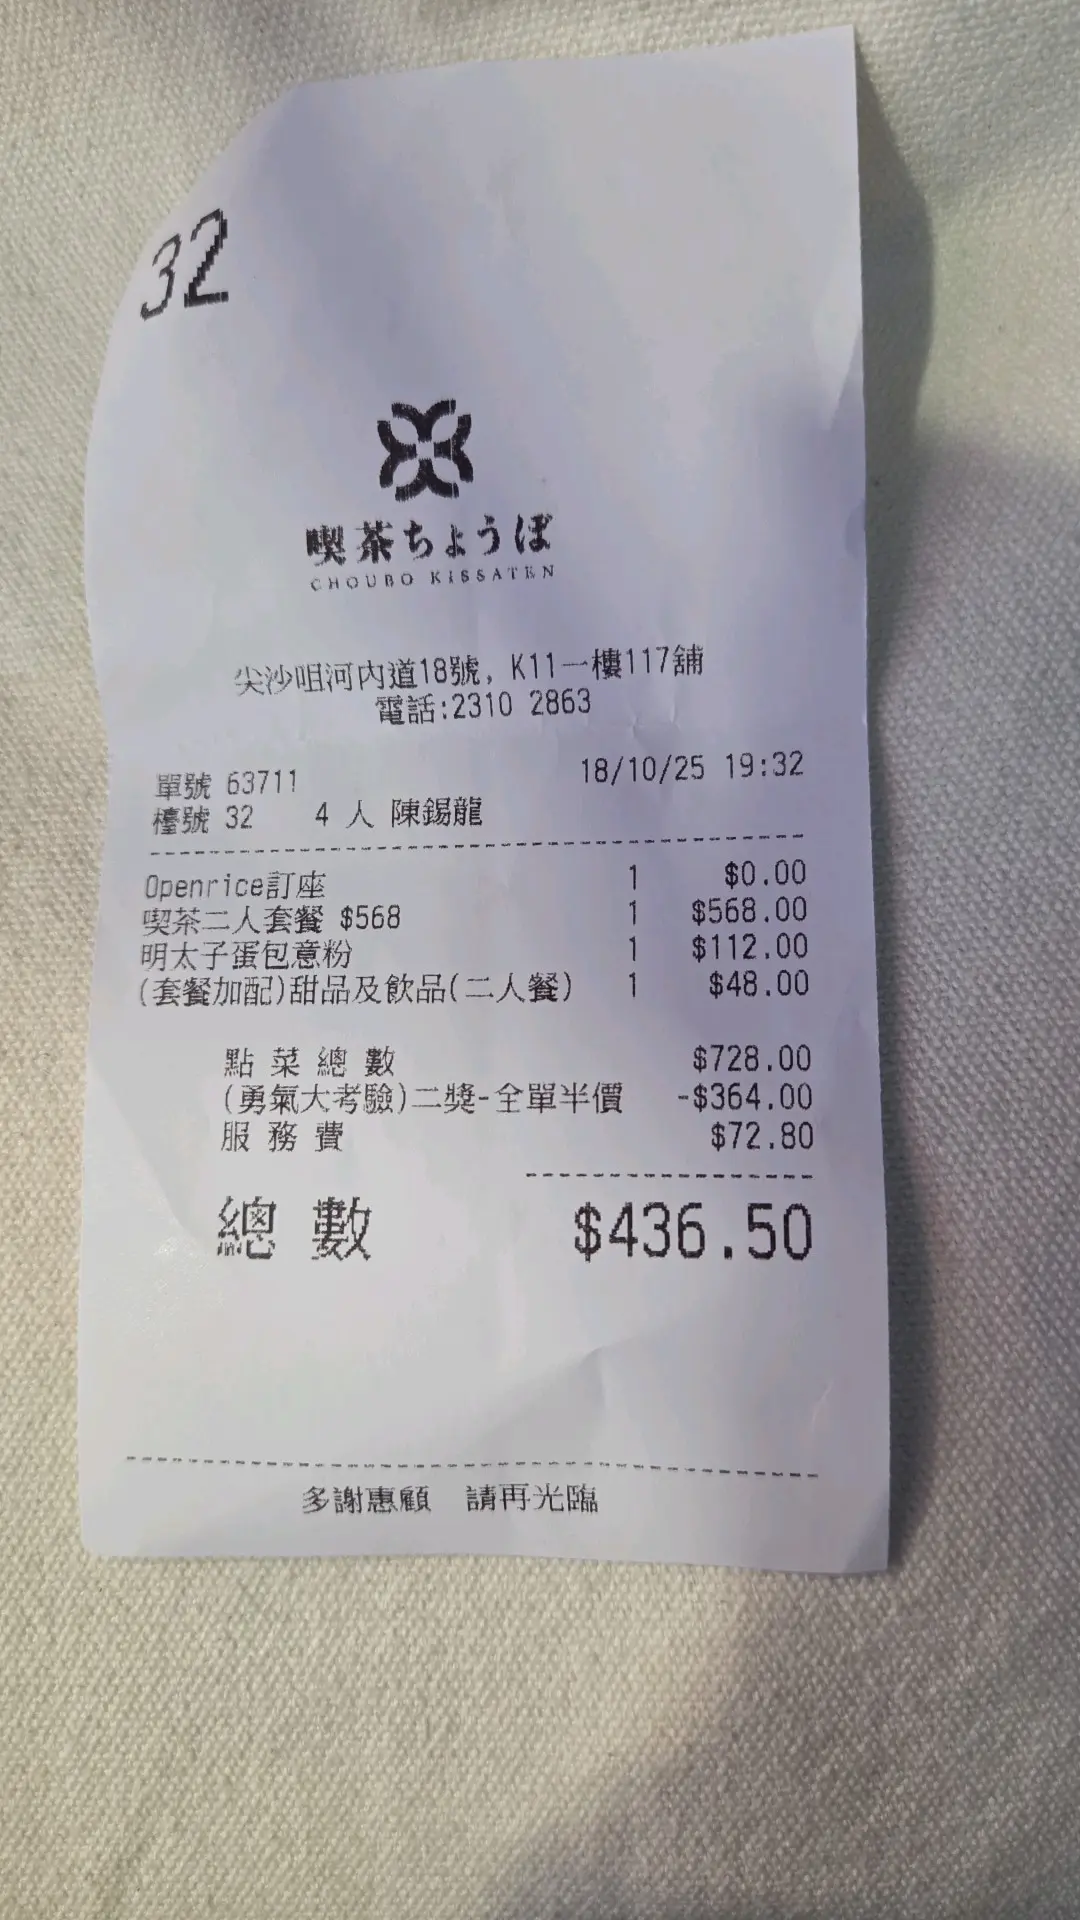 32
喫茶ちょうぼ
CHOUBO KISSATEN
尖沙咀河內道18號, K11一樓117舖
電話:2310 2863
單號 63711 18/10/25 19:32
檯號 32 4 人 陳錫龍
Openrice訂座 1 $0.00
喫茶二人套餐 $568 1 $568.00
明太子蛋包意粉 1 $112.00
(套餐加配)甜品及飲品(二人餐) 1 $48.00
點菜總數 $728.00
(勇氣大考驗)二獎-全單半價 -$364.00
服務費 $72.80
總數 $436.50
多謝惠顧 請再光臨